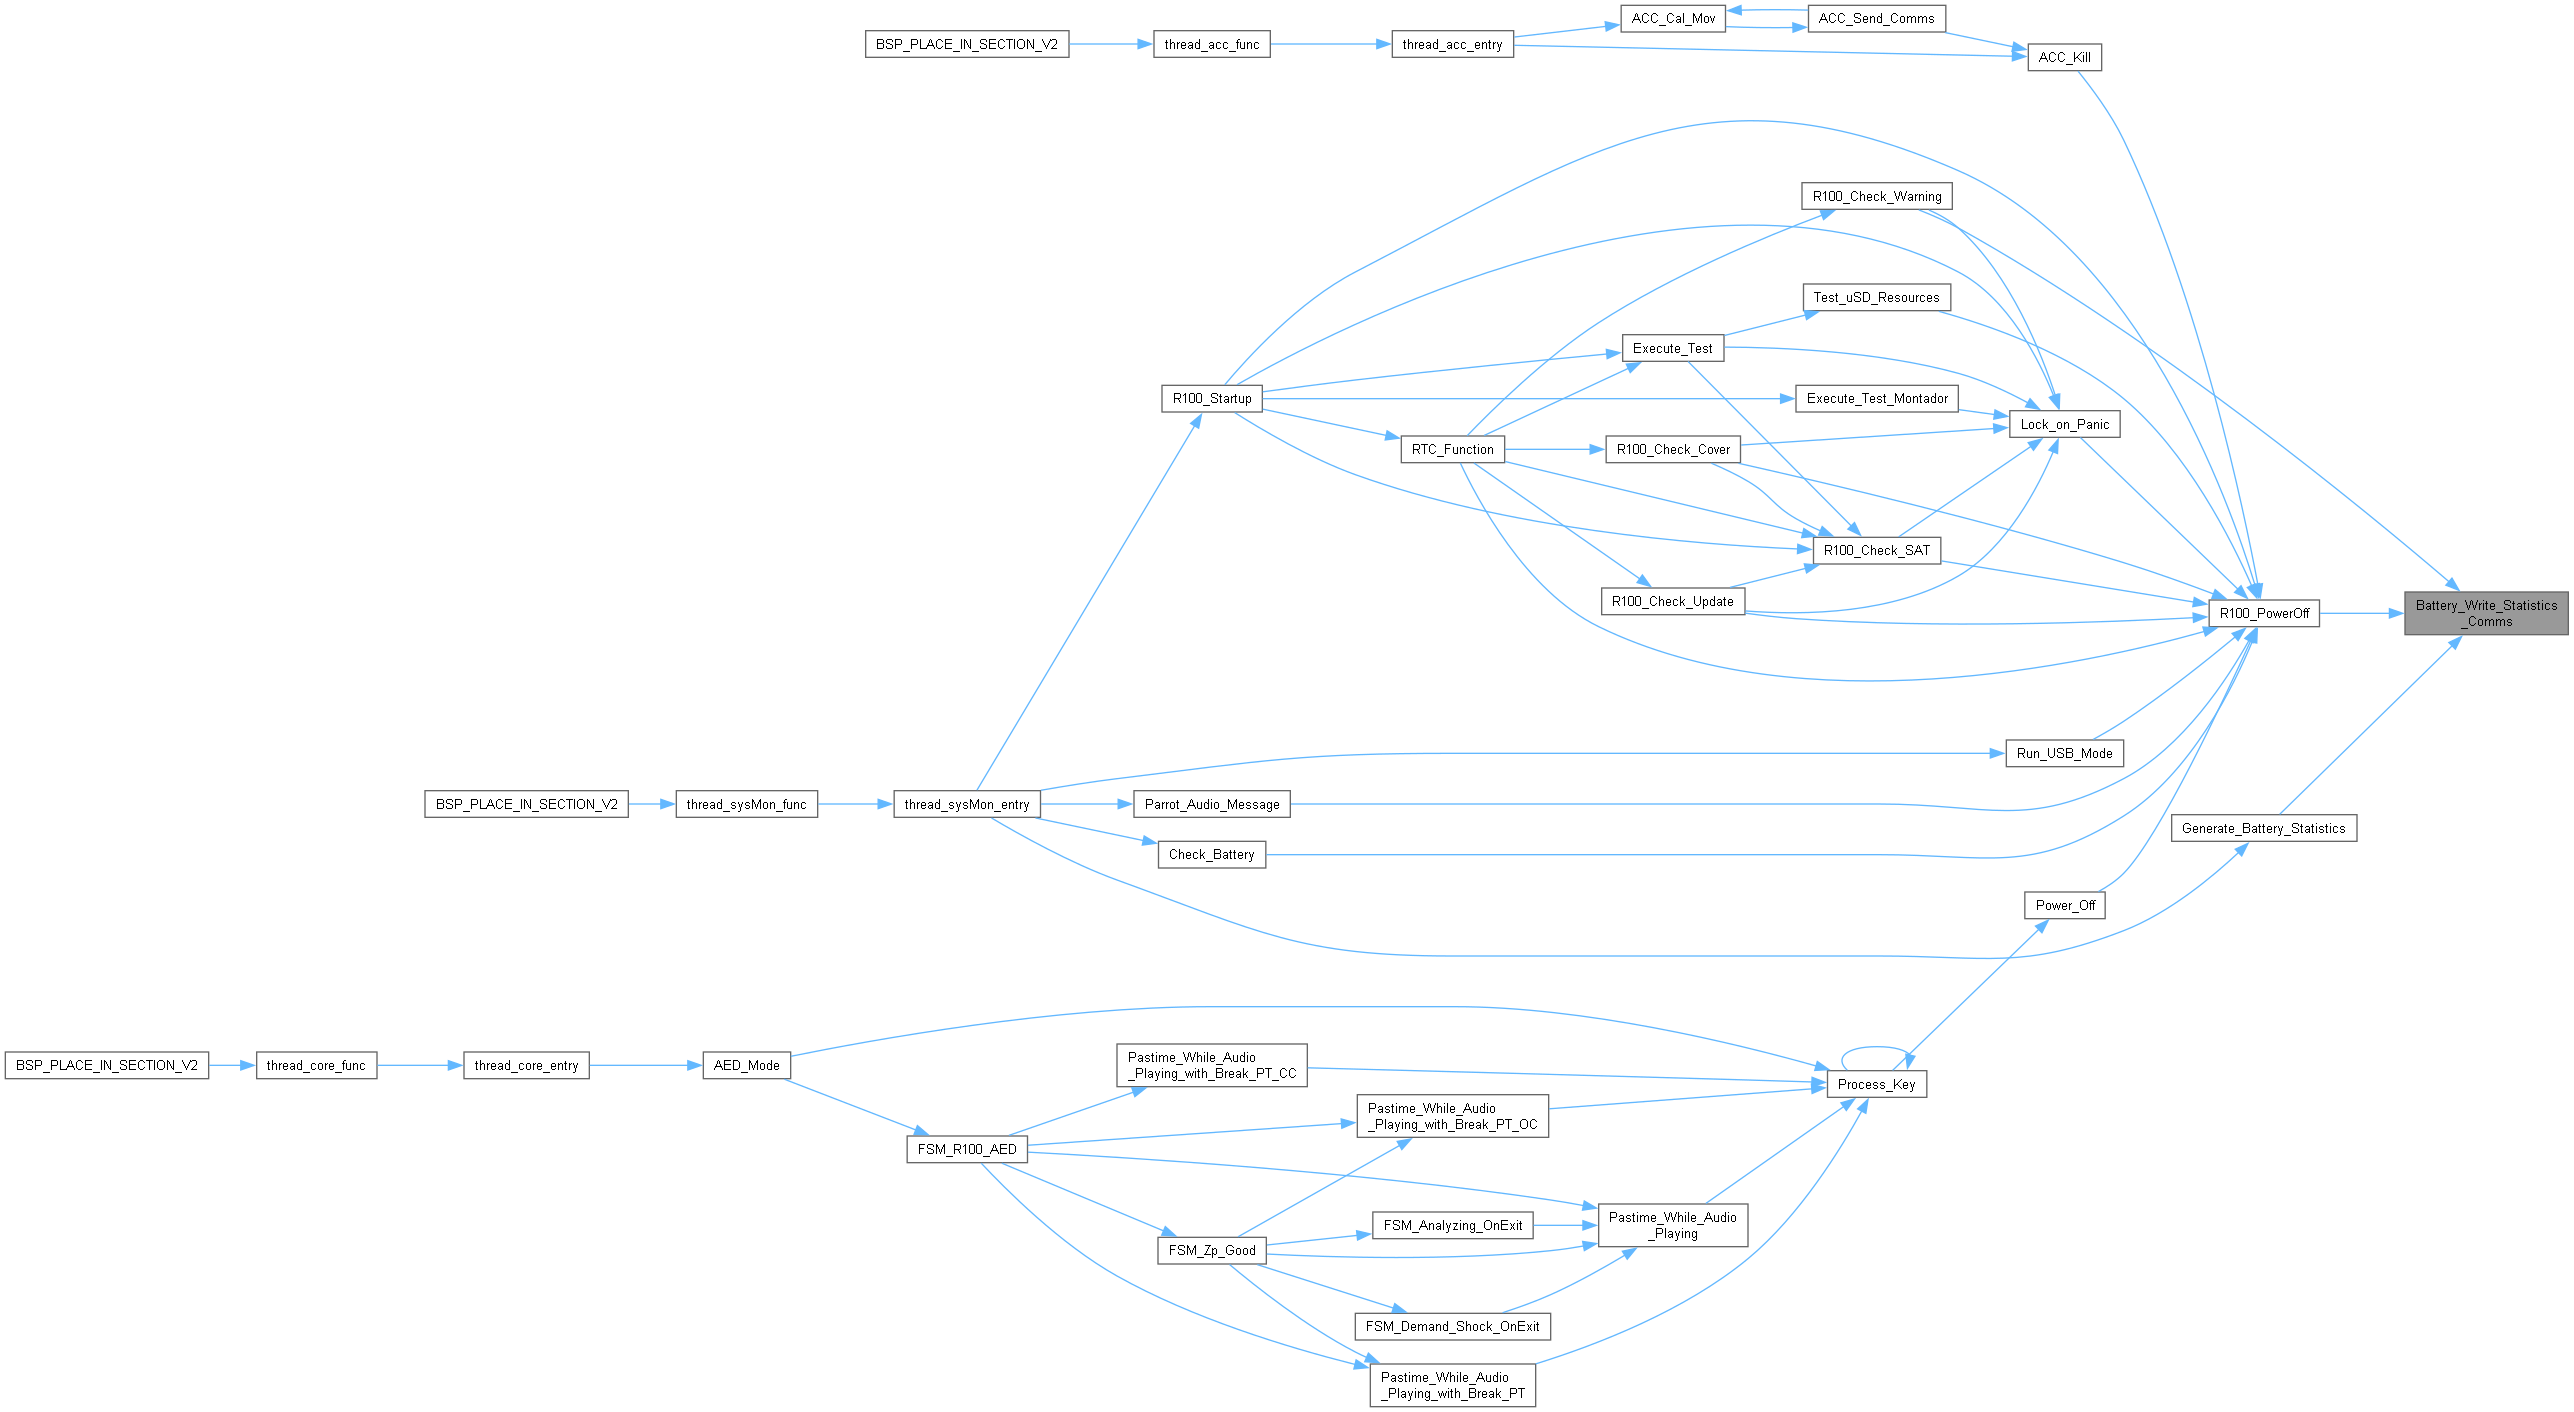 ACC_Cal_Mov
ACC_Send_Comms
BSP_PLACE_IN_SECTION_V2
thread_acc_func
thread_acc_entry
ACC_Kill
R100_Check_Warning
Test_uSD_Resources
Execute_Test
R100_Startup
Execute_Test_Montador
Lock_on_Panic
RTC_Function
R100_Check_Cover
R100_Check_SAT
R100_Check_Update
R100_PowerOff
Battery_Write_Statistics
_Comms
Run_USB_Mode
BSP_PLACE_IN_SECTION_V2
thread_sysMon_func
thread_sysMon_entry
Parrot_Audio_Message
Generate_Battery_Statistics
Check_Battery
Power_Off
BSP_PLACE_IN_SECTION_V2
thread_core_func
thread_core_entry
AED_Mode
Pastime_While_Audio
_Playing_with_Break_PT_CC
Process_Key
Pastime_While_Audio
_Playing_with_Break_PT_OC
FSM_R100_AED
FSM_Analyzing_OnExit
Pastime_While_Audio
_Playing
FSM_Zp_Good
FSM_Demand_Shock_OnExit
Pastime_While_Audio
_Playing_with_Break_PT